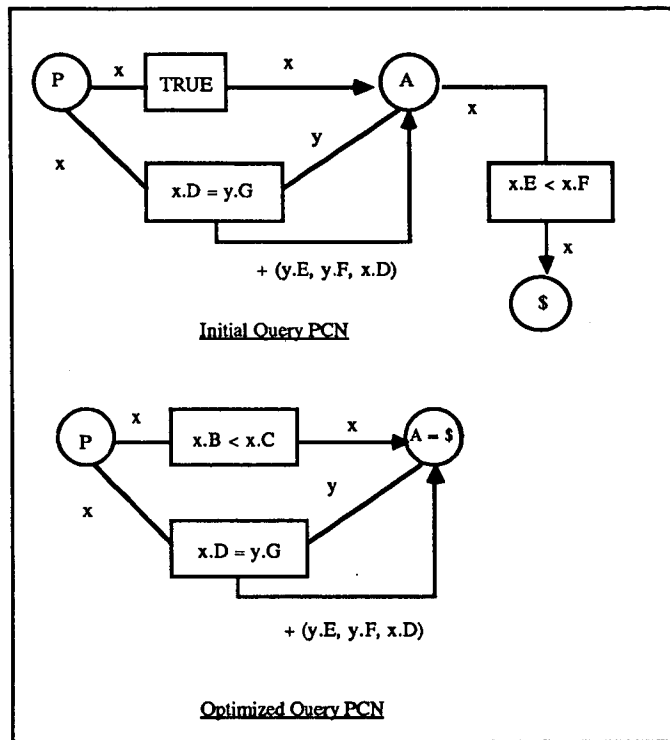 P
x
TRUE
x
A
x
x
y
x.D = y.G
x.E < x.F
+ (y.E, y.F, x.D)
x
$
Initial Query PCN
P
x
x.B < x.C
x
A = $
x
y
x.D = y.G
+ (y.E, y.F, x.D)
Optimized Query PCN